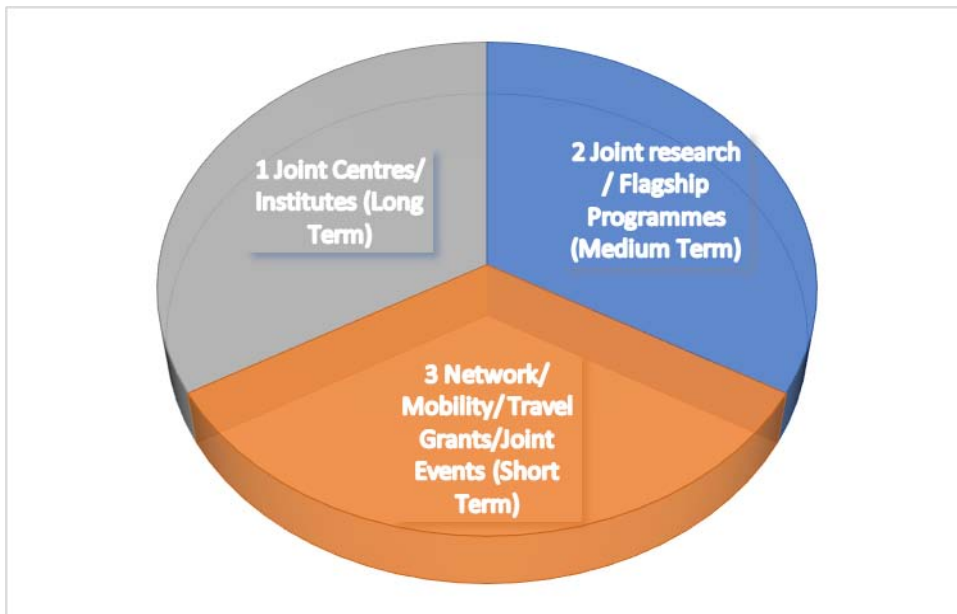 1 Joint Centres/
Institutes (Long
Term)
2 Joint research
/ Flagship
Programmes
(Medium Term)
3 Network/
Mobility/Travel
Grants/Joint
Events (Short
Term)